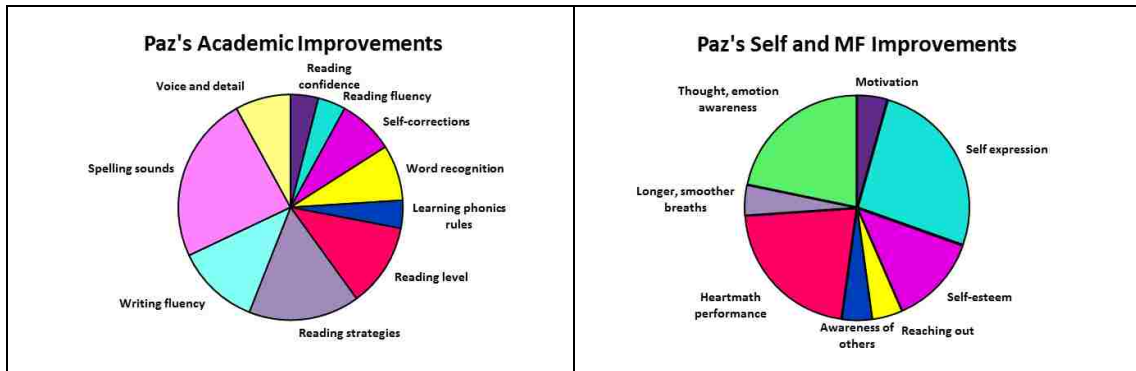 Paz's Academic Improvements
Reading
confidence
Reading fluency
Self-corrections
Word recognition
Learning phonics
rules
Reading level
Reading strategies
Writing fluency
Spelling sounds
Voice and detail
Paz's Self and MF Improvements
Motivation
Self expression
Self-esteem
Reaching out
Awareness of
others
Heartmath
performance
Longer, smoother
breaths
Thought, emotion
awareness